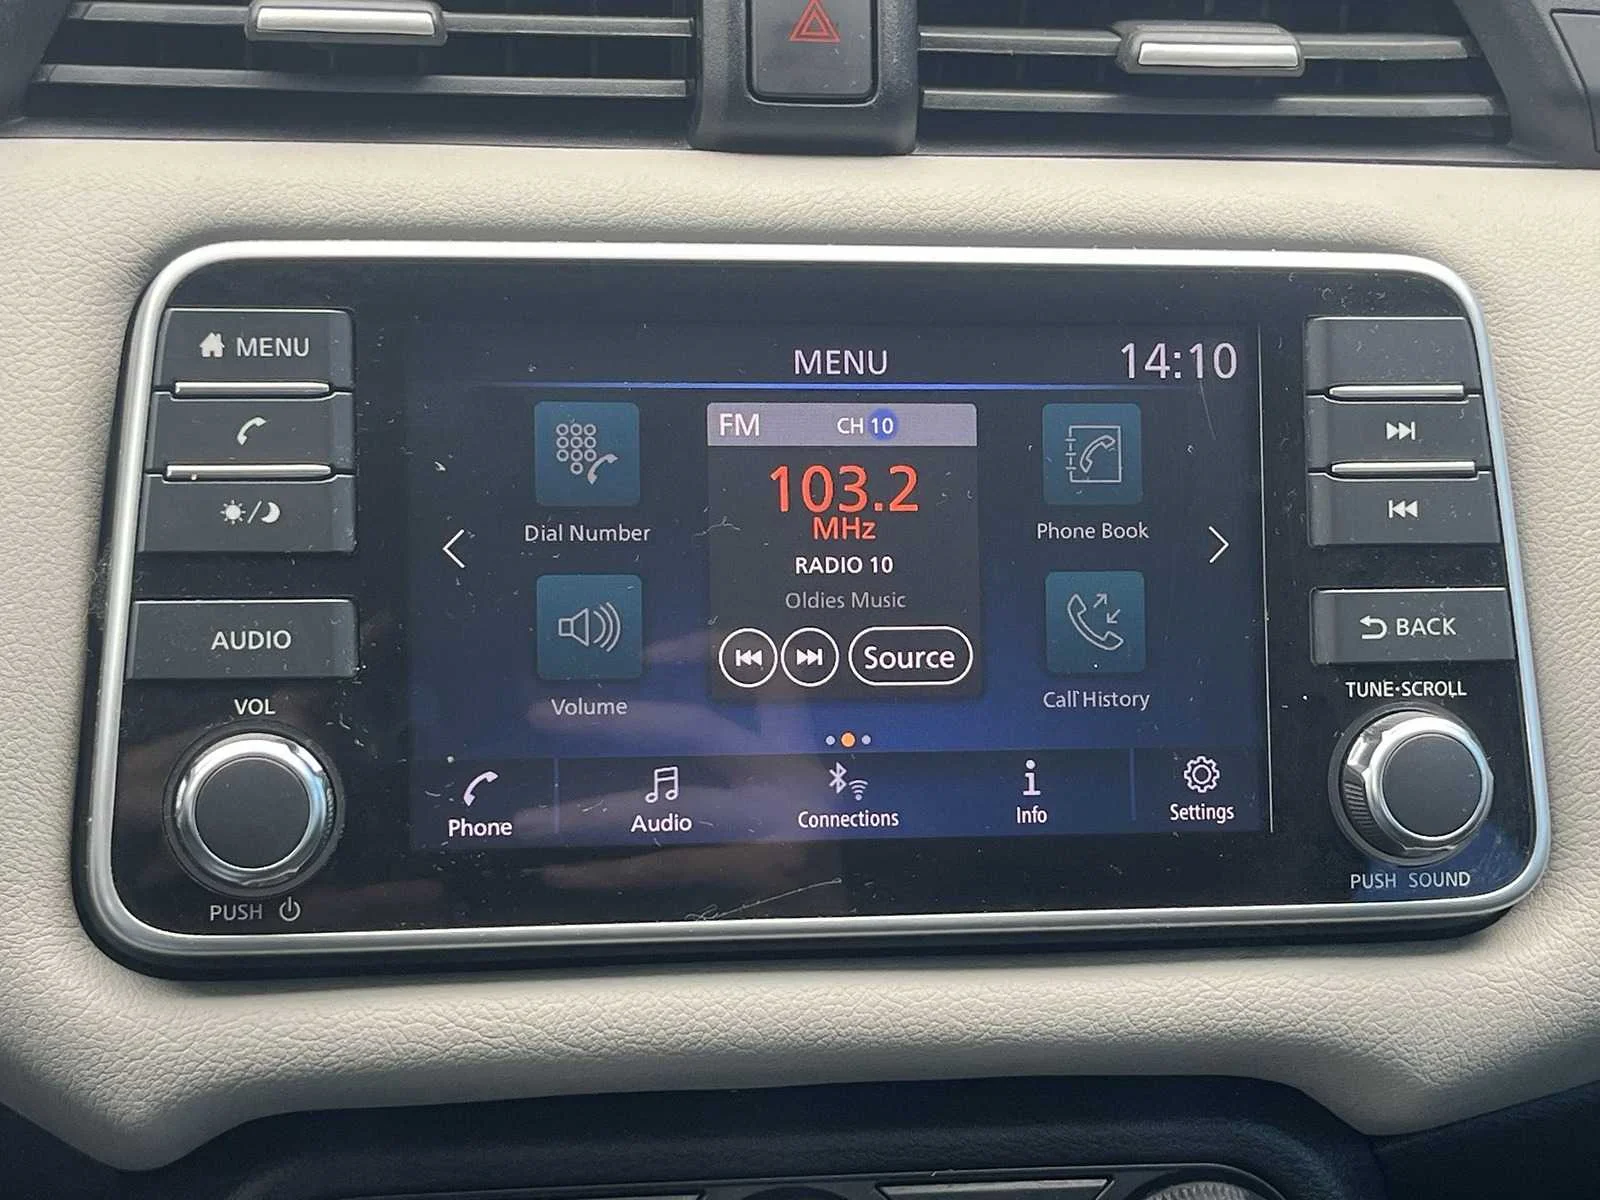 MENU
AUDIO
VOL
PUSH
MENU
14:10
FM
CH 10
103.2
MHz
RADIO 10
Oldies Music
Source
Dial Number
Volume
Phone Book
Call History
Phone
Audio
Connections
Info
Settings
BACK
TUNE·SCROLL
PUSH SOUND